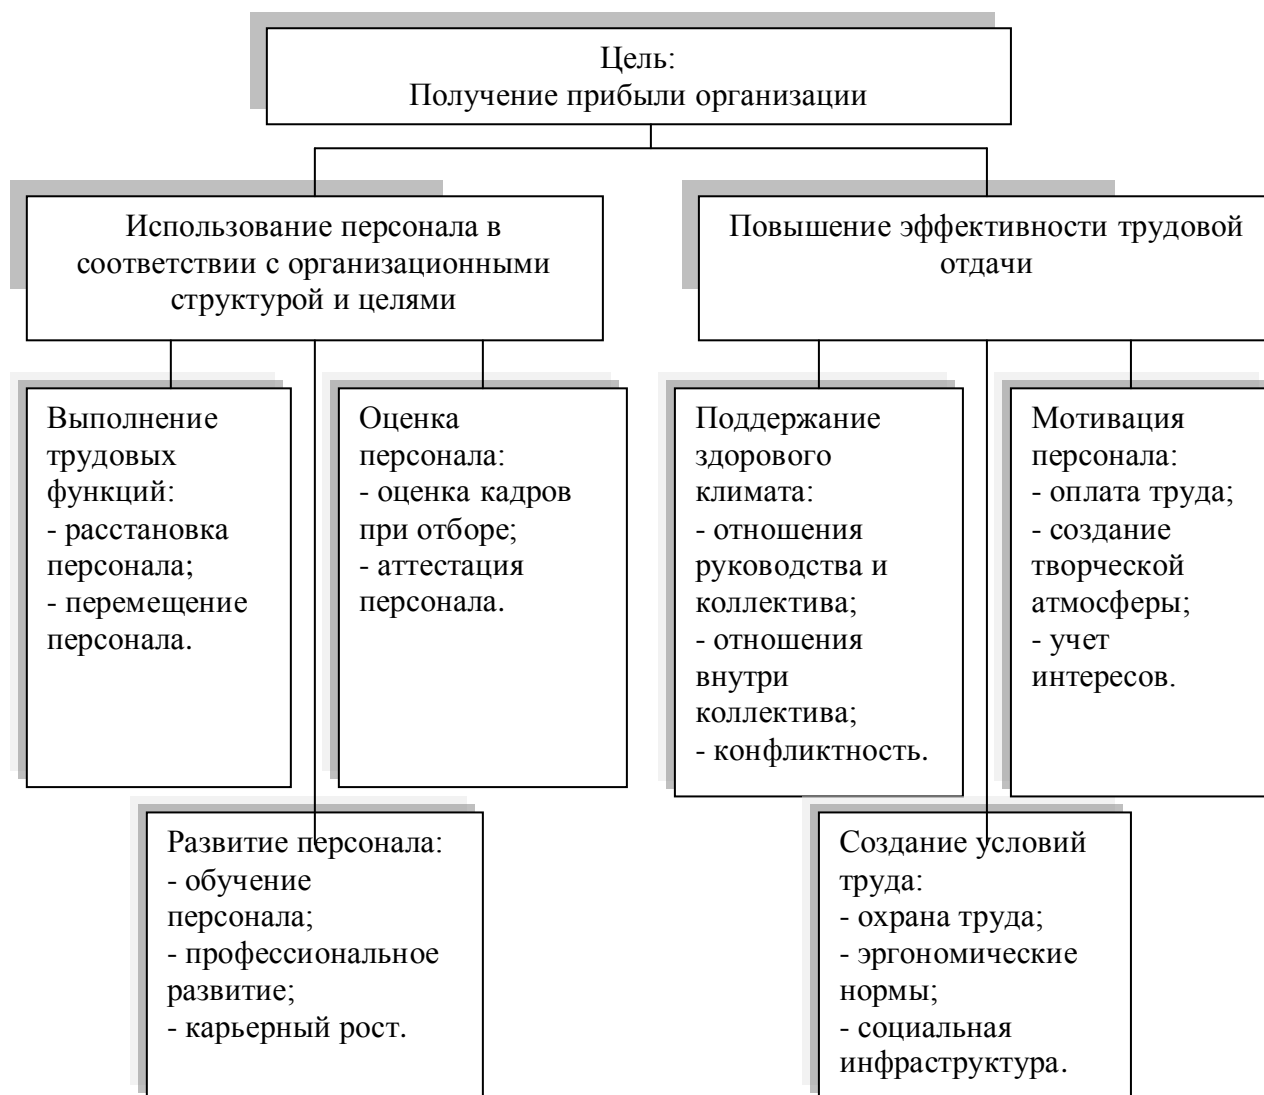 Цель:
Получение прибыли организации
Использование персонала в
соответствии с организационными
структурой и целями
Повышение эффективности трудовой
отдачи
Выполнение
трудовых
функций:
- расстановка
персонала;
- перемещение
персонала.
Оценка
персонала:
- оценка кадров
при отборе;
- аттестация
персонала.
Поддержание
здорового
климата:
- отношения
руководства и
коллектива;
- отношения
внутри
коллектива;
- конфликтность.
Мотивация
персонала:
- оплата труда;
- создание
творческой
атмосферы;
- учет
интересов.
Развитие персонала:
- обучение
персонала;
- профессиональное
развитие;
- карьерный рост.
Создание условий
труда:
- охрана труда;
- эргономические
нормы;
- социальная
инфраструктура.